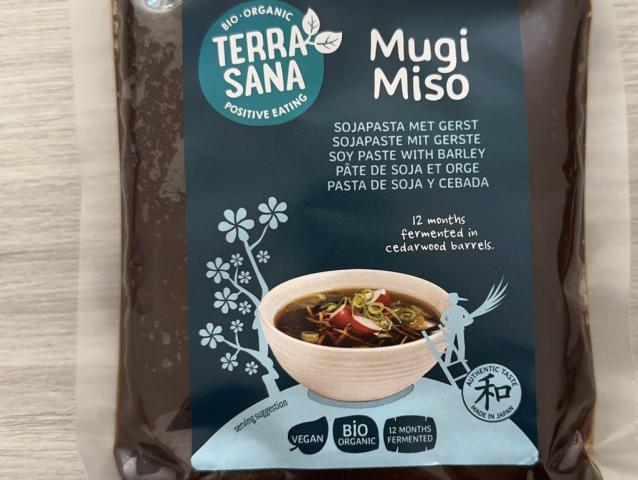 BIO·ORGANIC
TERRA
SANA
POSITIVE EATING
Mugi
Miso
SOJAPASTA MET GERST
SOJAPASTE MIT GERSTE
SOY PASTE WITH BARLEY
PÂTE DE SOJA ET ORGE
PASTA DE SOJA Y CEBADA
12 months
fermented in
cedarwood barrels.
serving suggestion
VEGAN
BIO
ORGANIC
12 MONTHS
FERMENTED
AUTHENTIC TASTE
和
MADE IN JAPAN